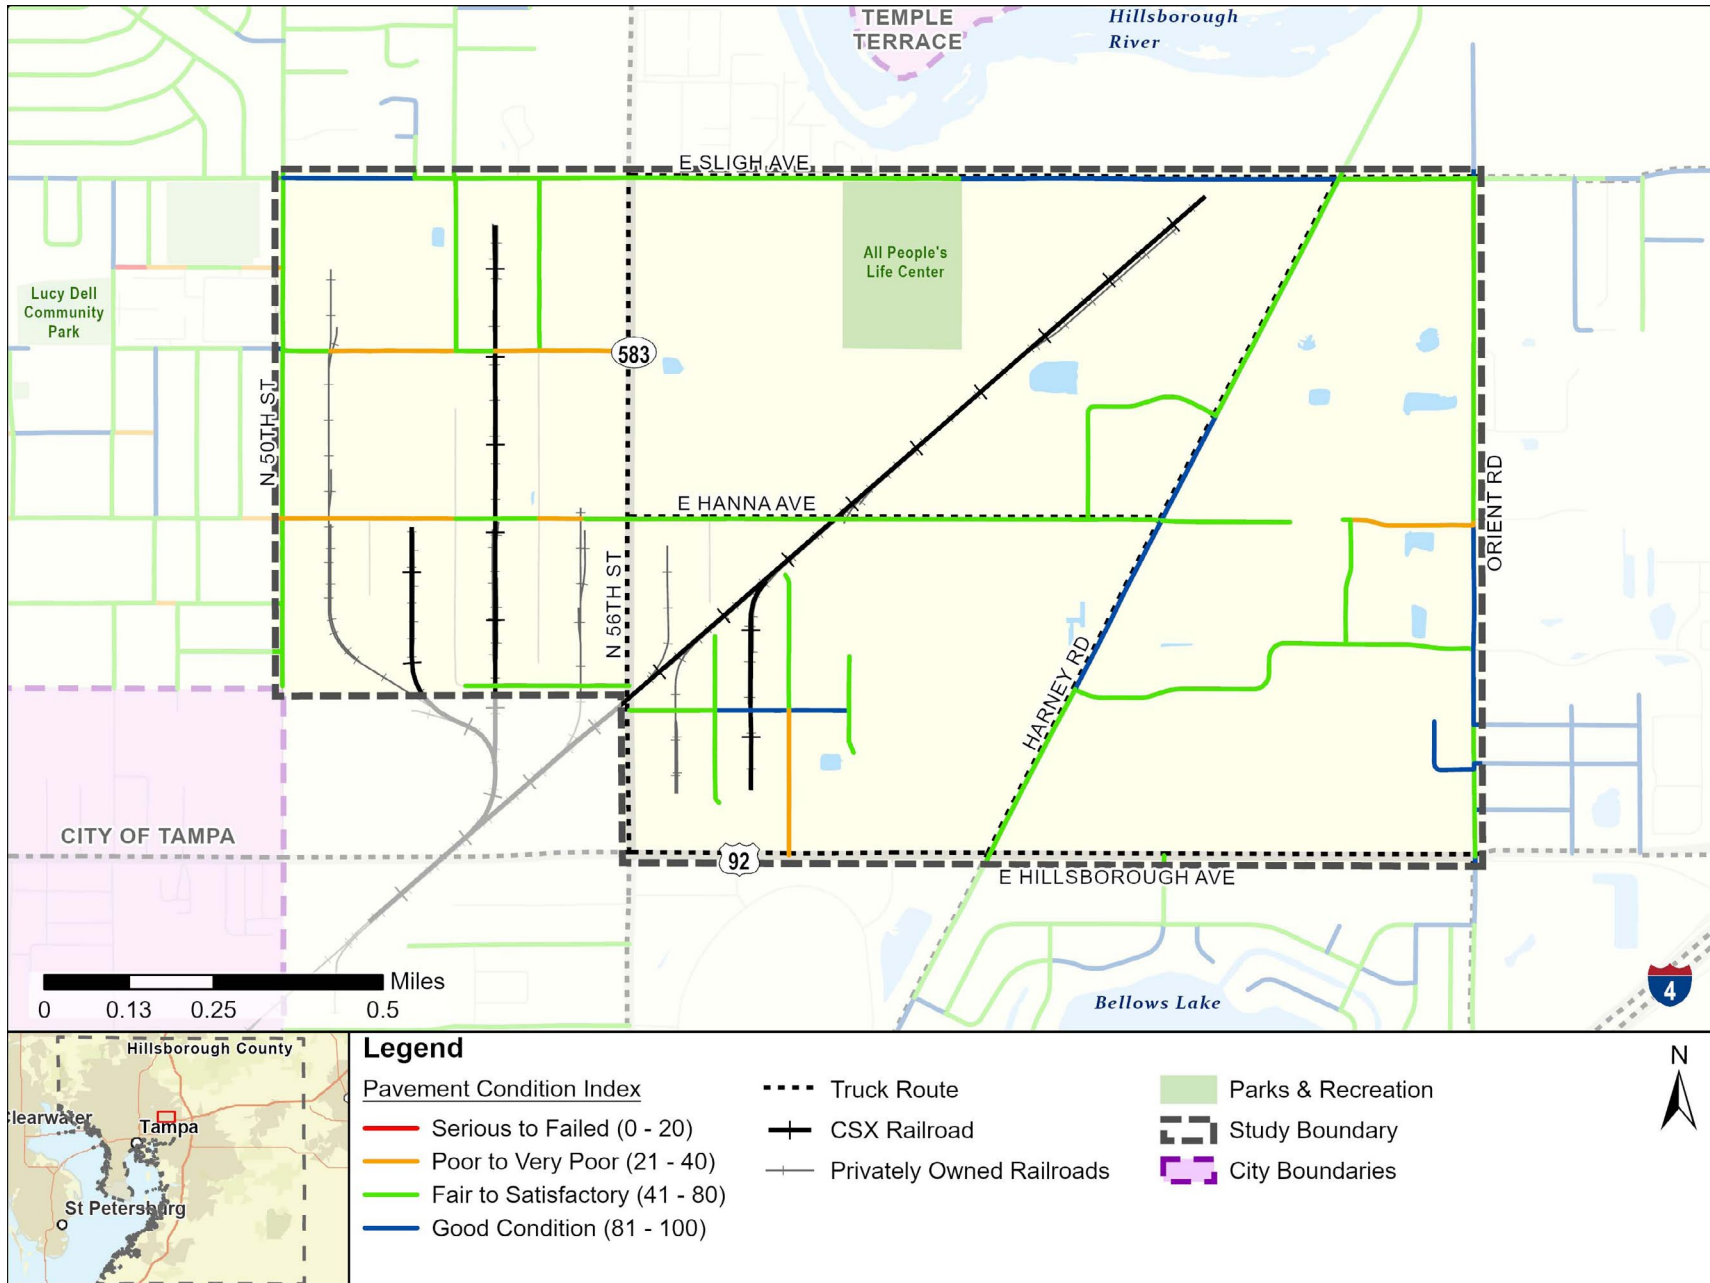 TEMPLE
TERRACE
Hillsborough
River
E SLIGH AVE
All People's
Life Center
Lucy Dell
Community
Park
583
N 50TH ST
E HANNA AVE
ORIENT RD
N 56TH ST
HARNEY RD
CITY OF TAMPA
92
E HILLSBOROUGH AVE
Bellows Lake
4
Miles
0 0.13 0.25 0.5
Hillsborough County
Clearwater
Tampa
St Petersburg
Legend
Pavement Condition Index
Serious to Failed (0 - 20)
Poor to Very Poor (21 - 40)
Fair to Satisfactory (41 - 80)
Good Condition (81 - 100)
Truck Route
CSX Railroad
Privately Owned Railroads
Parks & Recreation
Study Boundary
City Boundaries
N